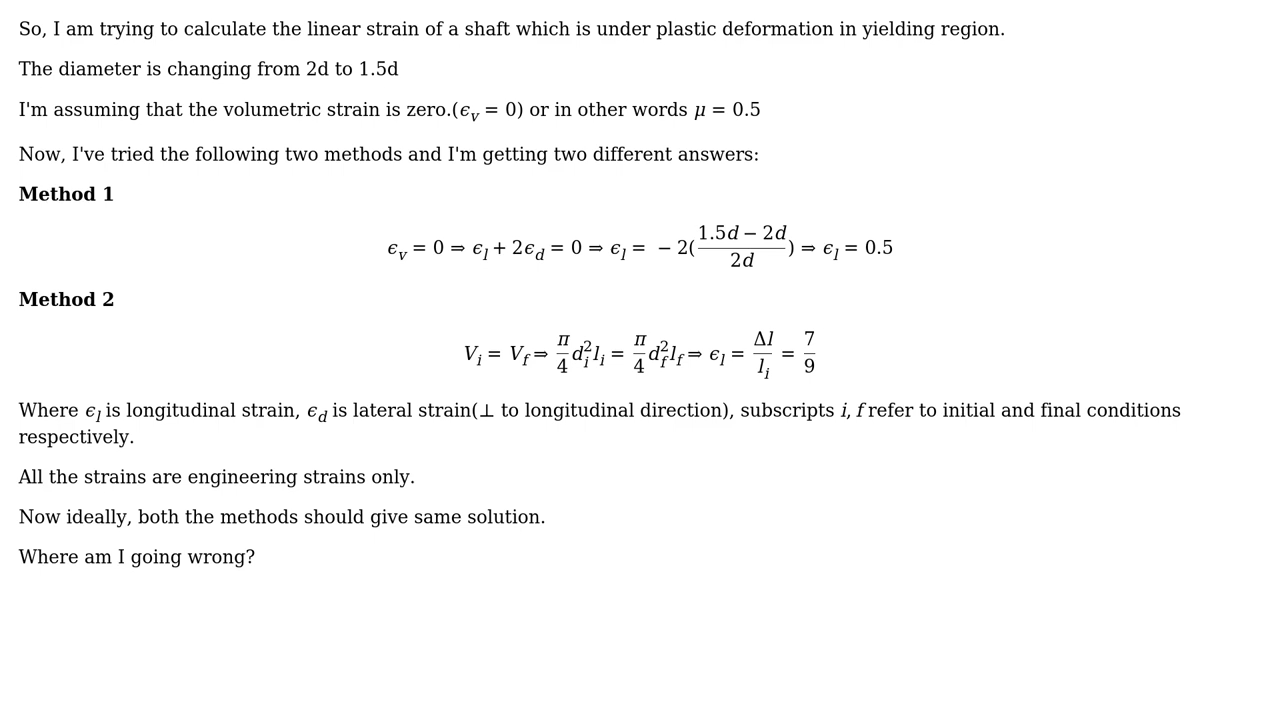 So, I am trying to calculate the linear strain of a shaft which is under plastic deformation in yielding region.
The diameter is changing from 2d to 1.5d
I'm assuming that the volumetric strain is zero.(ϵ_v = 0) or in other words μ = 0.5
Now, I've tried the following two methods and I'm getting two different answers:
Method 1
ϵ_v = 0 ⇒ ϵ_l + 2ϵ_d = 0 ⇒ ϵ_l = − 2(\frac{1.5d − 2d}{2d}) ⇒ ϵ_l = 0.5
Method 2
V_i = V_f ⇒ \frac{π}{4} d_i^2 l_i = \frac{π}{4} d_f^2 l_f ⇒ ϵ_l = \frac{Δl}{l_i} = \frac{7}{9}
Where ϵ_l is longitudinal strain, ϵ_d is lateral strain(⊥ to longitudinal direction), subscripts i, f refer to initial and final conditions
respectively.
All the strains are engineering strains only.
Now ideally, both the methods should give same solution.
Where am I going wrong?